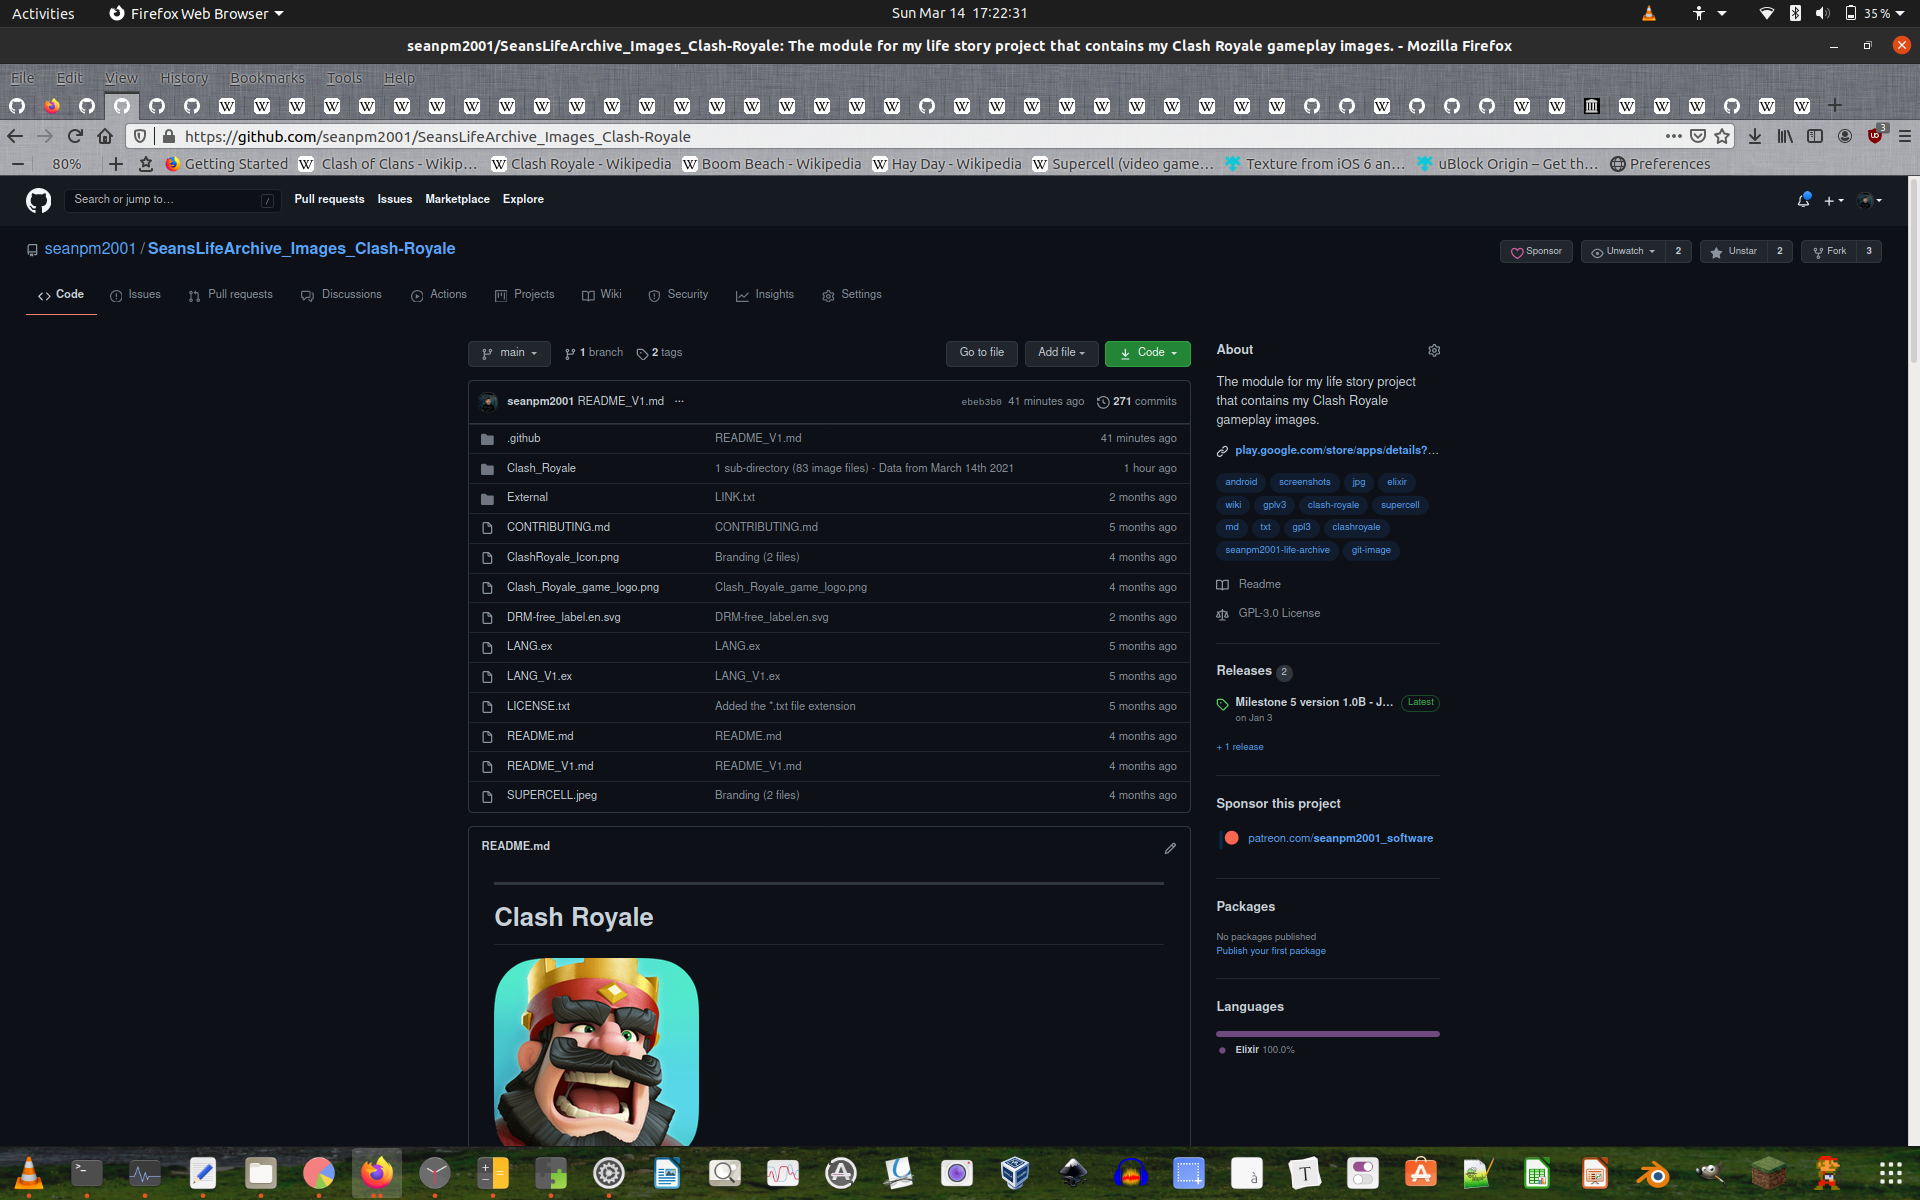 Activities Firefox Web Browser Sun Mar 14 17:22:31 35 %
seanpm2001/SeansLifeArchive_Images_Clash-Royale: The module for my life story project that contains my Clash Royale gameplay images. - Mozilla Firefox
File Edit View History Bookmarks Tools Help
https://github.com/seanpm2001/SeansLifeArchive_Images_Clash-Royale 3
80% Getting Started Clash of Clans - Wikip... Clash Royale - Wikipedia Boom Beach - Wikipedia Hay Day - Wikipedia Supercell (video game... Texture from iOS 6 an... uBlock Origin – Get th... Preferences
Search or jump to... / Pull requests Issues Marketplace Explore
seanpm2001 / SeansLifeArchive_Images_Clash-Royale Sponsor Unwatch 2 Unstar 2 Fork 3
Code Issues Pull requests Discussions Actions Projects Wiki Security Insights Settings
main 1 branch 2 tags Go to file Add file Code
seanpm2001 README_V1.md ... ebeb3b0 41 minutes ago 271 commits
.github README_V1.md 41 minutes ago
Clash_Royale 1 sub-directory (83 image files) - Data from March 14th 2021 1 hour ago
External LINK.txt 2 months ago
CONTRIBUTING.md CONTRIBUTING.md 5 months ago
ClashRoyale_Icon.png Branding (2 files) 4 months ago
Clash_Royale_game_logo.png Clash_Royale_game_logo.png 4 months ago
DRM-free_label.en.svg DRM-free_label.en.svg 2 months ago
LANG.ex LANG.ex 5 months ago
LANG_V1.ex LANG_V1.ex 5 months ago
LICENSE.txt Added the *.txt file extension 5 months ago
README.md README.md 4 months ago
README_V1.md README_V1.md 4 months ago
SUPERCELL.jpeg Branding (2 files) 4 months ago
README.md
Clash Royale
About
The module for my life story project
that contains my Clash Royale
gameplay images.
play.google.com/store/apps/details?...
android screenshots jpg elixir
wiki gplv3 clash-royale supercell
md txt gpl3 clashroyale
seanpm2001-life-archive git-image
Readme
GPL-3.0 License
Releases 2
Milestone 5 version 1.0B - J... Latest
on Jan 3
+ 1 release
Sponsor this project
patreon.com/seanpm2001_software
Packages
No packages published
Publish your first package
Languages
Elixir 100.0%